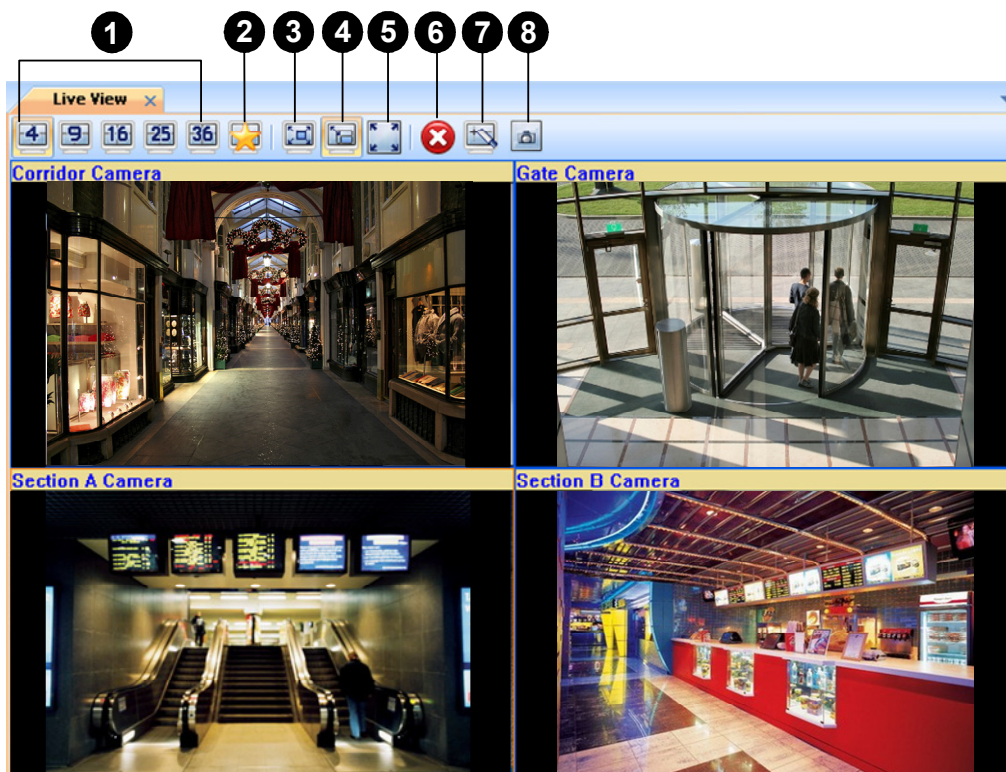 1 2 3 4 5 6 7 8
Live View
4 9 16 25 36
Corridor Camera
Gate Camera
Section A Camera
Section B Camera